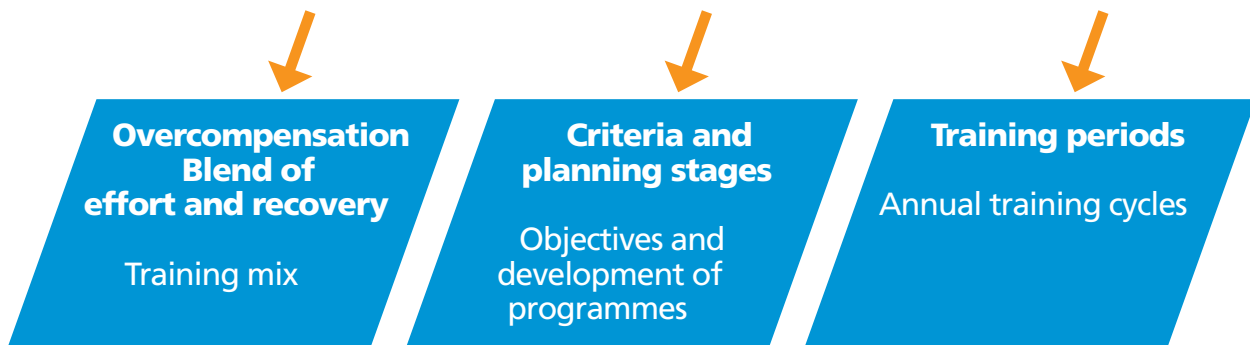 Overcompensation
Blend of
effort and recovery
Training mix
Criteria and
planning stages
Objectives and
development of
programmes
Training periods
Annual training cycles